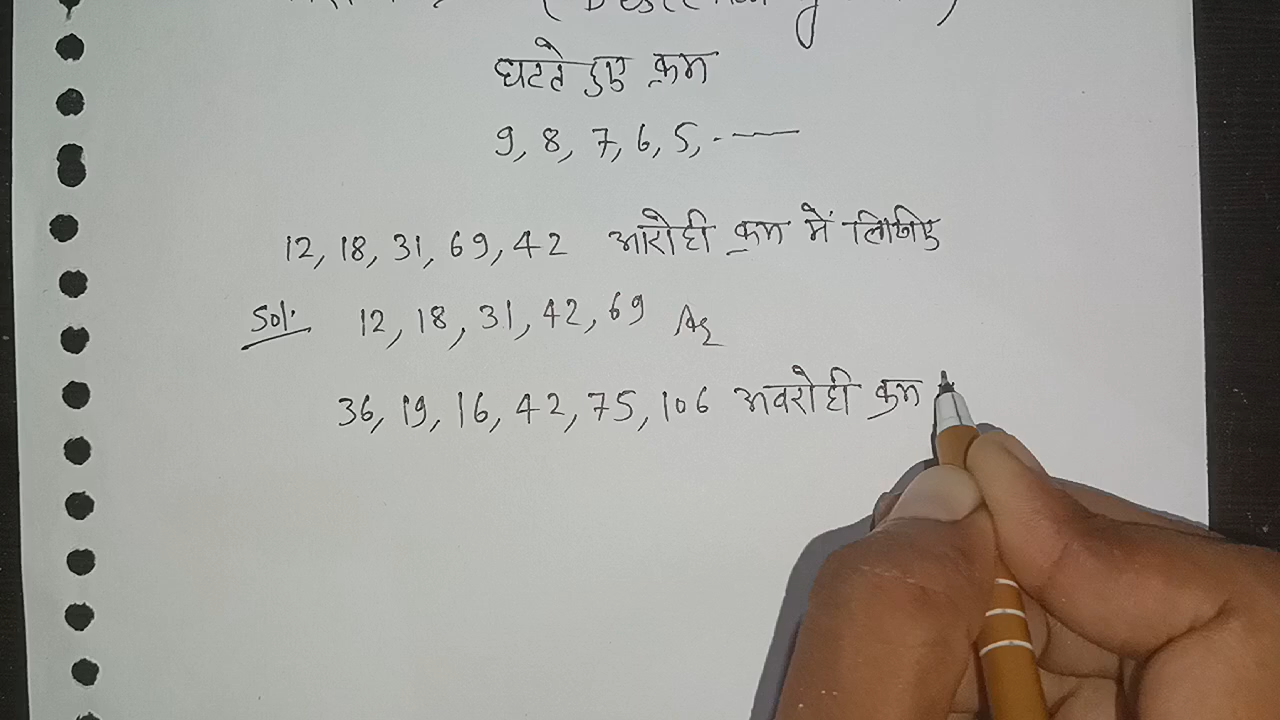 घटते हुए क्रम
9, 8, 7, 6, 5, .
12, 18, 31, 69, 42 आरोही क्रम में लिखिए
Sol. 12, 18, 31, 42, 69 Ans
36, 19, 16, 42, 75, 106 अवरोही क्रम